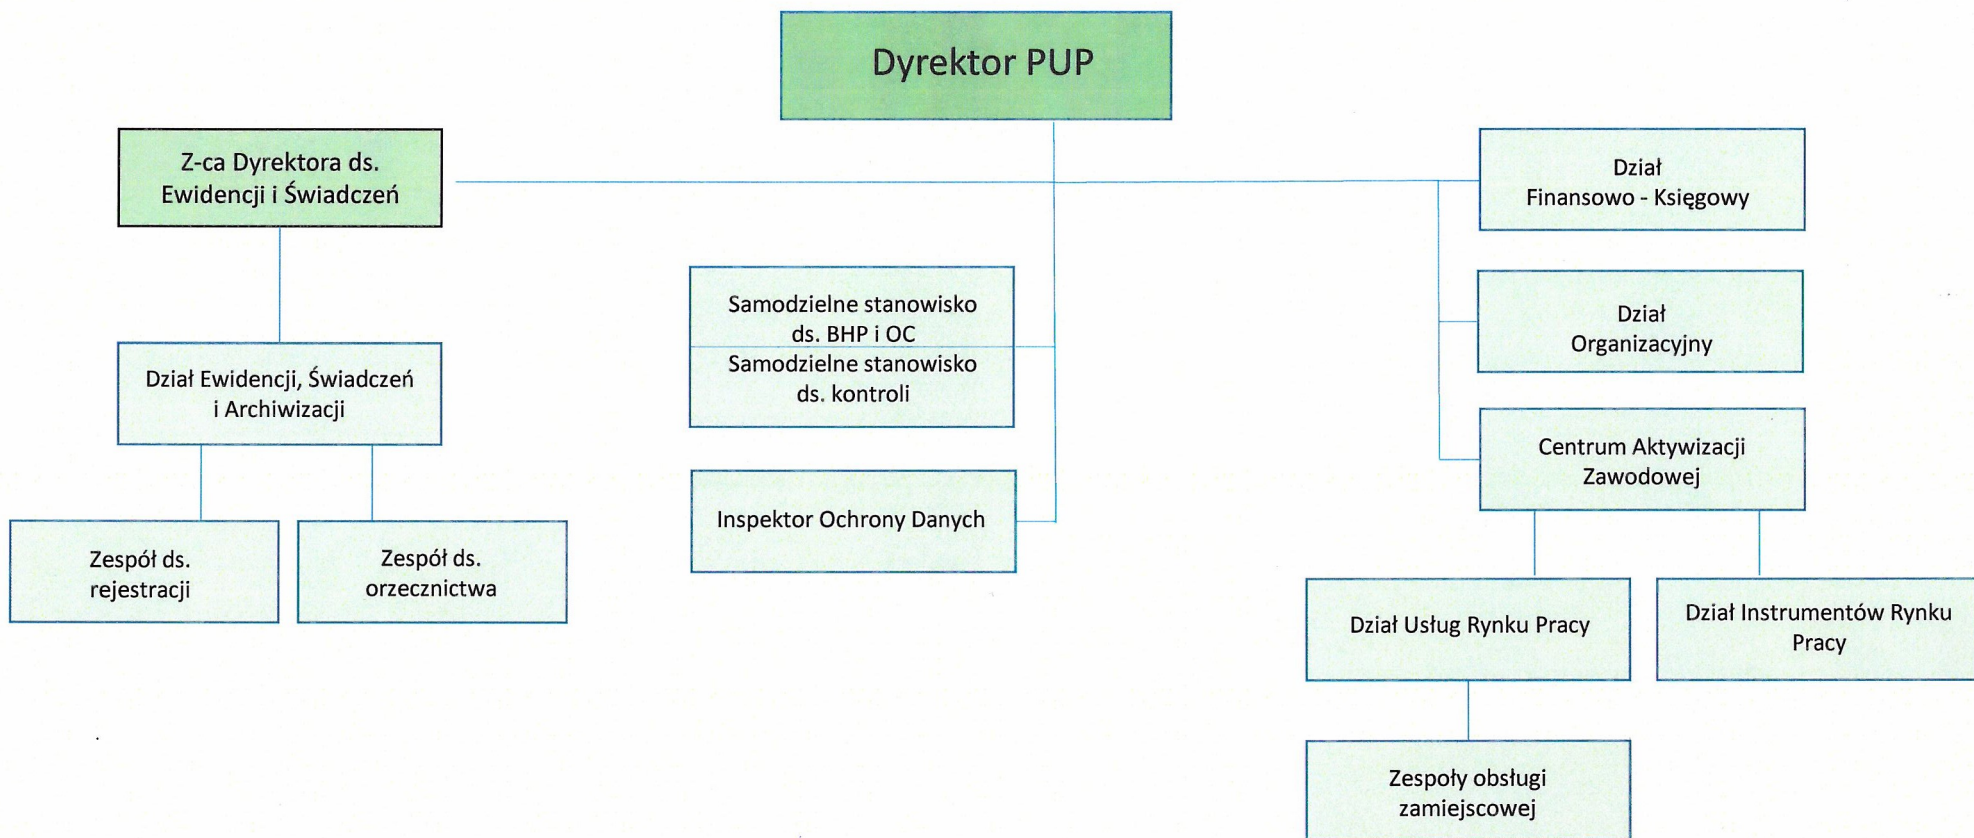 Dyrektor PUP
Z-ca Dyrektora ds.
Ewidencji i Świadczeń
Dział
Finansowo - Księgowy
Samodzielne stanowisko
ds. BHP i OC
Samodzielne stanowisko
ds. kontroli
Dział
Organizacyjny
Dział Ewidencji, Świadczeń
i Archiwizacji
Centrum Aktywizacji
Zawodowej
Inspektor Ochrony Danych
Zespół ds.
rejestracji
Zespół ds.
orzecznictwa
Dział Usług Rynku Pracy
Dział Instrumentów Rynku
Pracy
Zespoły obsługi
zamiejscowej